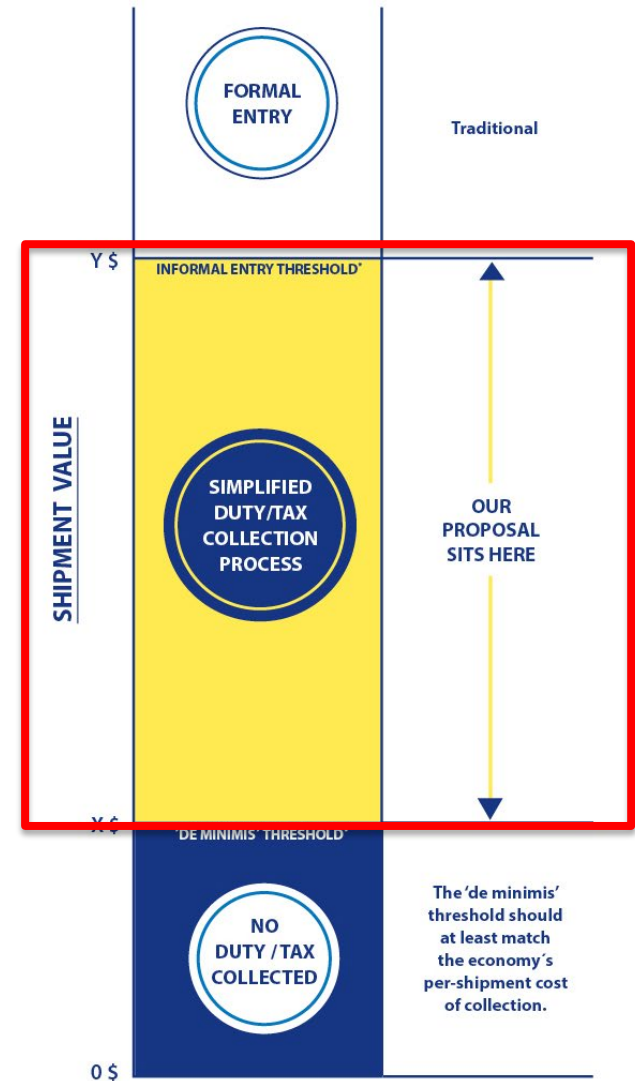 FORMAL
ENTRY
Traditional
Y $
INFORMAL ENTRY THRESHOLD*
SHIPMENT VALUE
SIMPLIFIED
DUTY/TAX
COLLECTION
PROCESS
OUR
PROPOSAL
SITS HERE
X $
'DE MINIMIS' THRESHOLD*
NO
DUTY / TAX
COLLECTED
The 'de minimis'
threshold should
at least match
the economy´s
per-shipment cost
of collection.
0 $